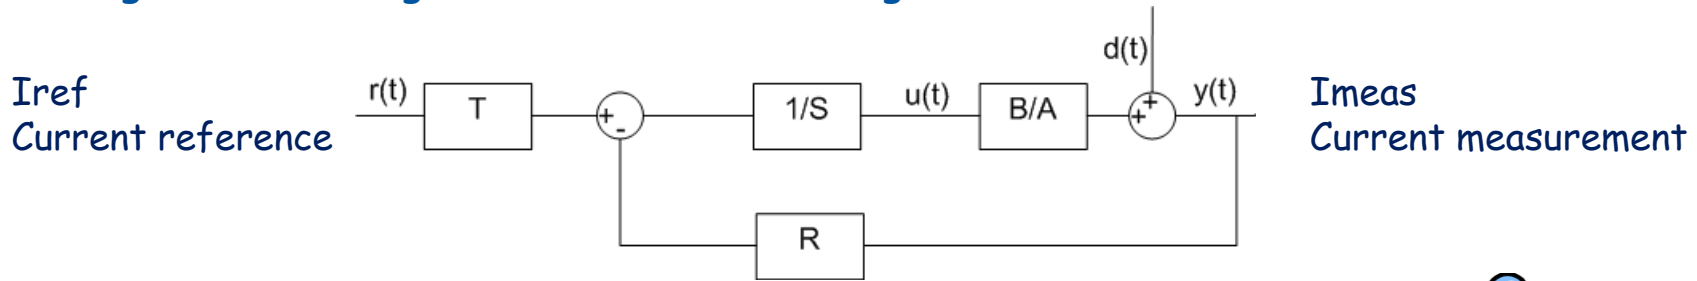 d(t)
Iref
Current reference
r(t)
T
+
-
1/S
u(t)
B/A
+
+
y(t)
Imeas
Current measurement
R